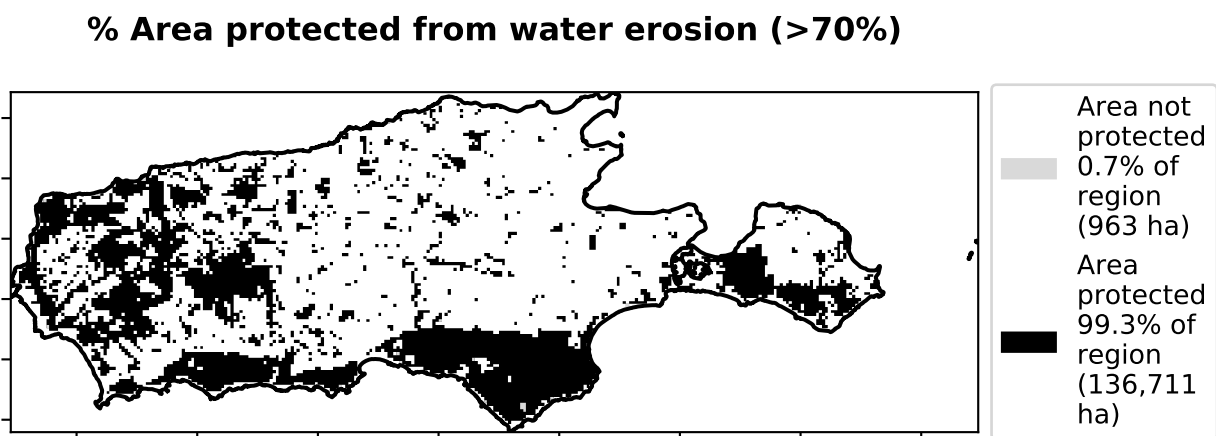 % Area protected from water erosion (>70%)
Area not
protected
0.7% of
region
(963 ha)
Area
protected
99.3% of
region
(136,711
ha)